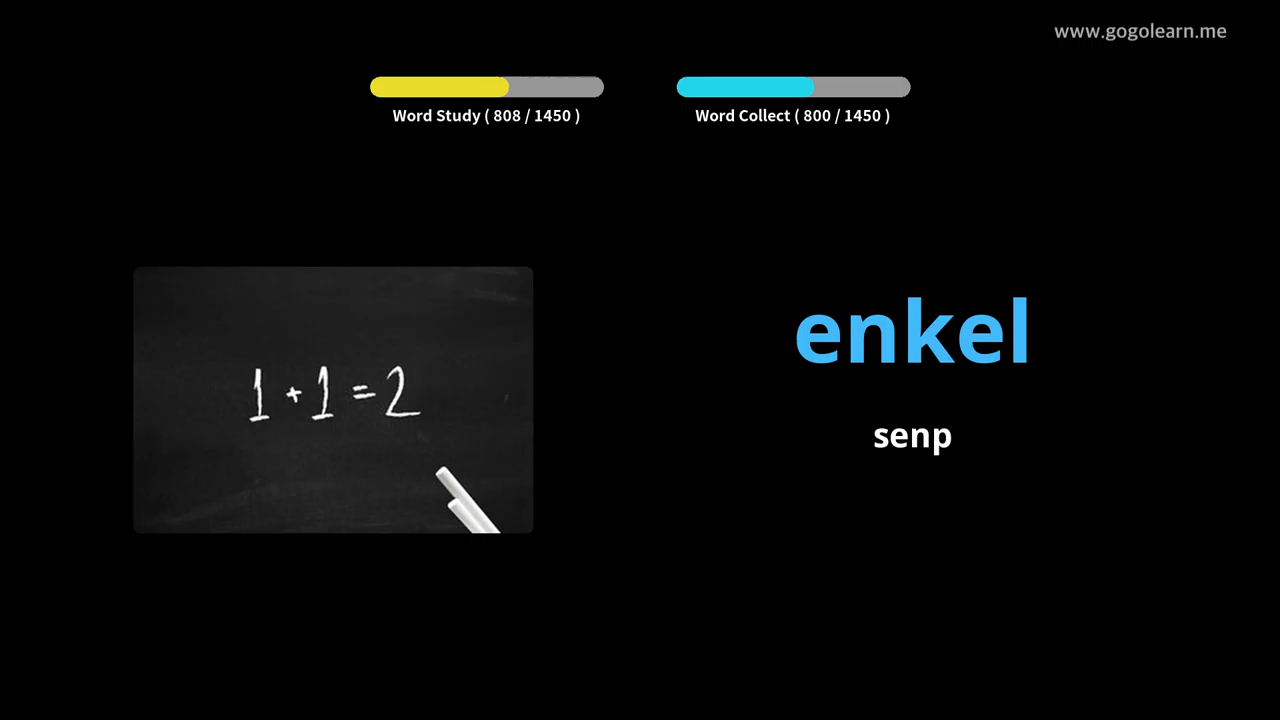 www.gogolearn.me
Word Study ( 808 / 1450 )
Word Collect ( 800 / 1450 )
1 + 1 = 2
enkel
senp